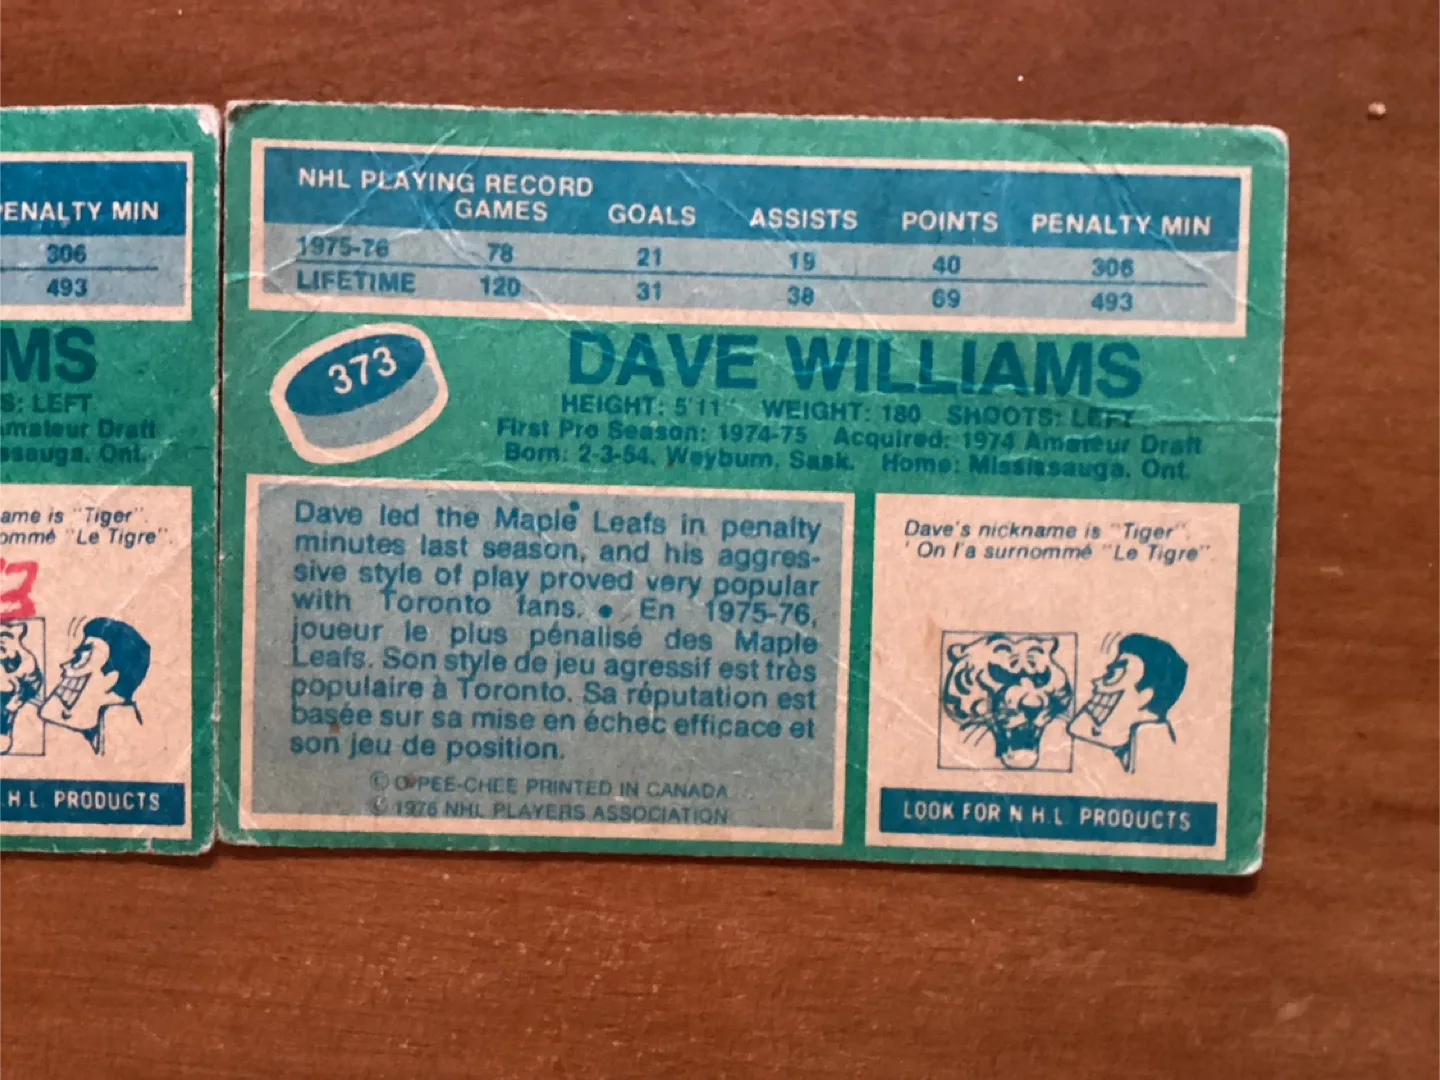 PENALTY MIN
306
493
MS
S: LEFT
mateur Draft
ssauga, Ont.
ame is "Tiger".
ommé "Le Tigre".
3
H L PRODUCTS
NHL PLAYING RECORD
GAMES GOALS ASSISTS POINTS PENALTY MIN
1975-76 78 21 19 40 306
LIFETIME 120 31 38 69 493
373
DAVE WILLIAMS
HEIGHT: 5'11" WEIGHT: 180 SHOOTS: LEFT
First Pro Season: 1974-75 Acquired: 1974 Amateur Draft
Born: 2-3-54, Weyburn, Sask. Home: Mississauga, Ont.
Dave led the Maple Leafs in penalty
minutes last season, and his aggres-
sive style of play proved very popular
with Toronto fans. • En 1975-76,
joueur le plus pénalisé des Maple
Leafs. Son style de jeu agressif est très
populaire à Toronto. Sa réputation est
basée sur sa mise en échec efficace et
son jeu de position.
© O-PEE-CHEE PRINTED IN CANADA
© 1976 NHL PLAYERS ASSOCIATION
Dave's nickname is "Tiger".
On l'a surnommé "Le Tigre".
LOOK FOR N H L PRODUCTS